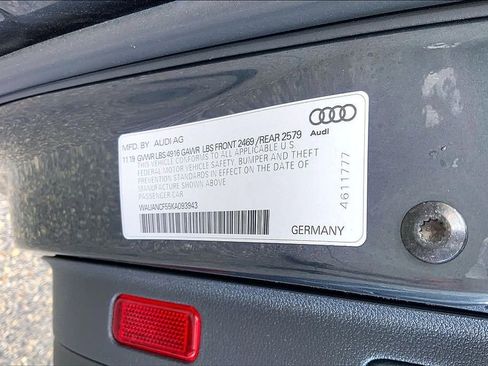 MFD. BY AUDI AG
11.19 GVWR LBS 4916 GAWR LBS FRONT 2469 / REAR 2579
THIS VEHICLE CONFORMS TO ALL APPLICABLE U.S.
FEDERAL MOTOR VEHICLE SAFETY, BUMPER AND THEFT
PREVENTION STANDARDS IN EFFECT ON THE DATE OF
MANUFACTURE SHOWN ABOVE
PASSENGER CAR
WAUANCF55KA093943
GERMANY
Audi
4611777